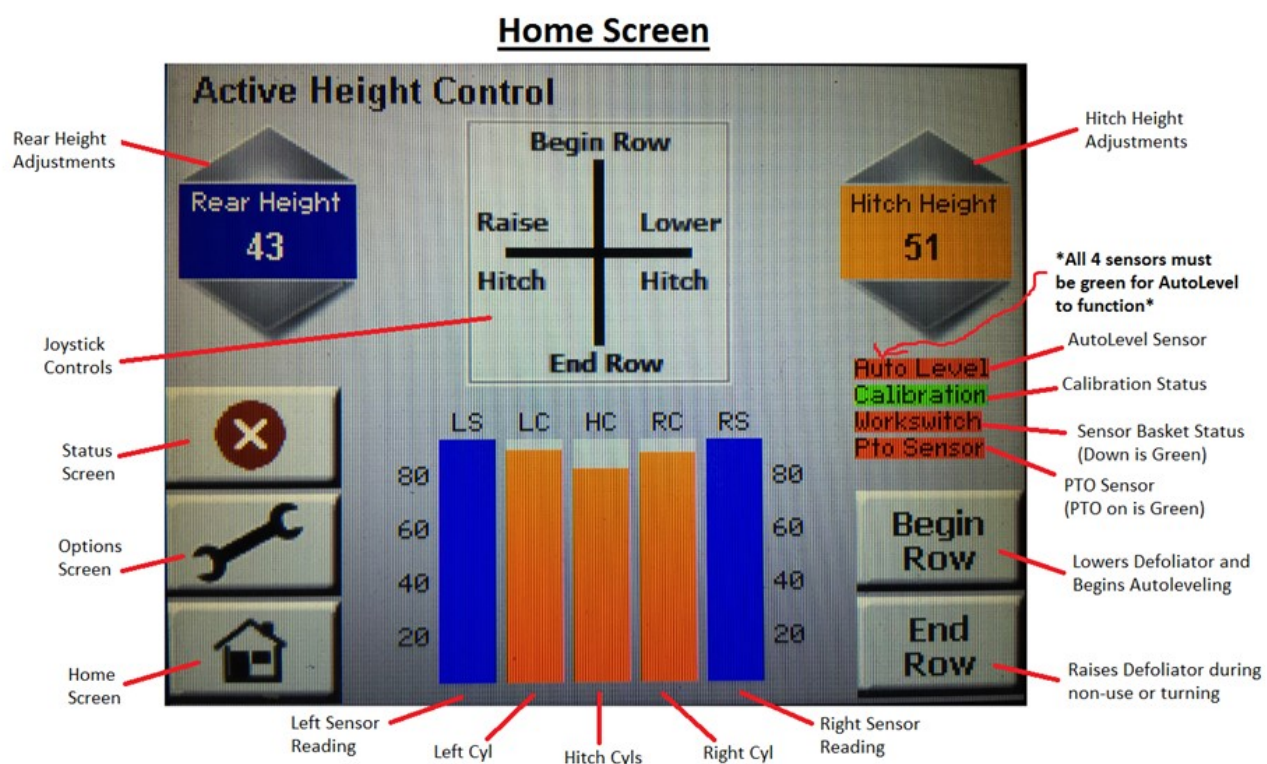 Home Screen
Active Height Control
Rear Height
Adjustments
Hitch Height
Adjustments
Rear Height
43
Begin Row
Raise
Lower
Hitch
Hitch
End Row
Hitch Height
51
*All 4 sensors must
be green for AutoLevel
to function*
Joystick
Controls
Auto Level
Calibration
Workswitch
Pto Sensor
AutoLevel Sensor
Calibration Status
Sensor Basket Status
(Down is Green)
PTO Sensor
(PTO on is Green)
Status
Screen
Options
Screen
Home
Screen
LS LC HC RC RS
80
60
40
20
80
60
40
20
Begin
Row
End
Row
Lowers Defoliator and
Begins Autoleveling
Raises Defoliator during
non-use or turning
Left Sensor
Reading
Left Cyl
Hitch Cyls
Right Cyl
Right Sensor
Reading